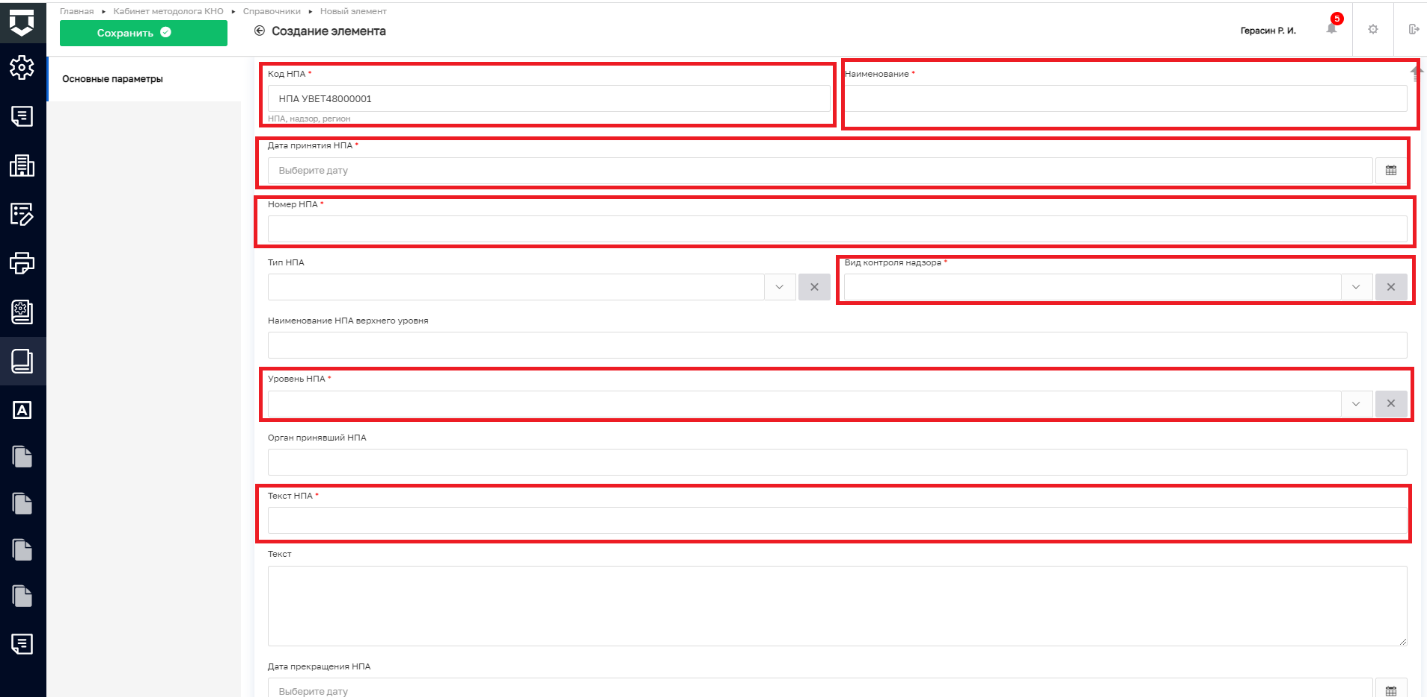 Главная ▸ Кабинет методолога КНО ▸ Справочники ▸ Новый элемент
Сохранить
Создание элемента
Герасин Р. И.
5
Основные параметры
Код НПА *
НПА УВЕТ48000001
НПА, надзор, регион
Наименование *
Дата принятия НПА *
Выберите дату
Номер НПА *
Тип НПА
Вид контроля надзора *
Наименование НПА верхнего уровня
Уровень НПА *
Орган принявший НПА
Текст НПА *
Текст
Дата прекращения НПА
Выберите дату
A